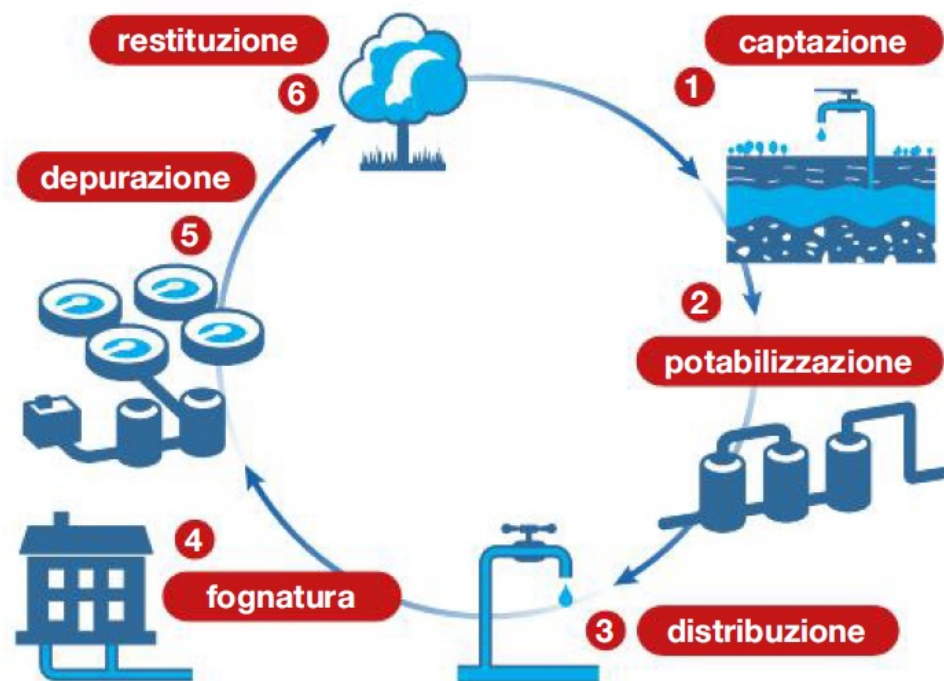 captazione
1
2
potabilizzazione
3 distribuzione
4
fognatura
depurazione
5
restituzione
6